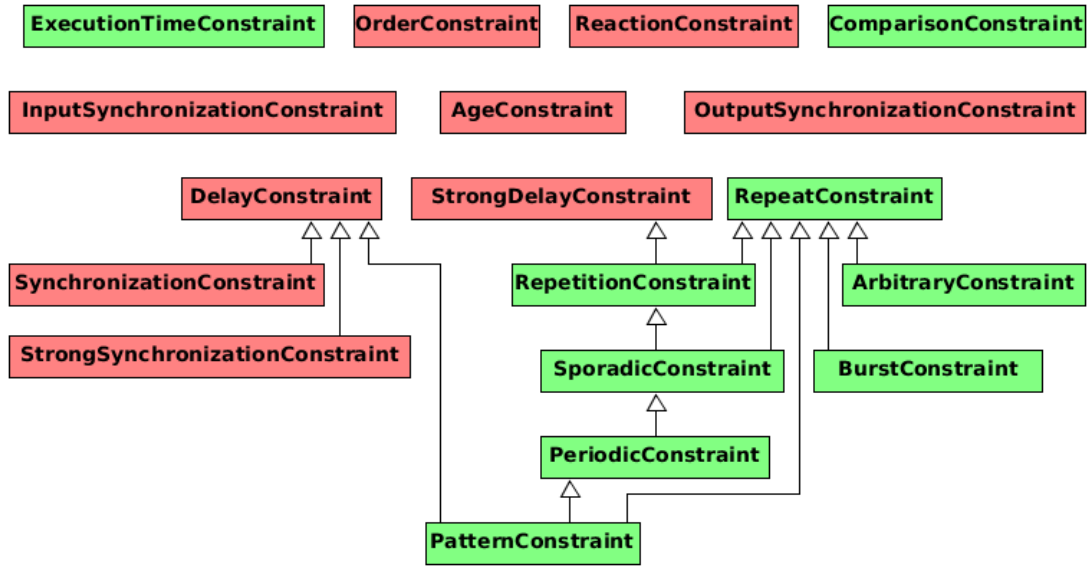 ExecutionTimeConstraint
OrderConstraint
ReactionConstraint
ComparisonConstraint
InputSynchronizationConstraint
AgeConstraint
OutputSynchronizationConstraint
DelayConstraint
StrongDelayConstraint
RepeatConstraint
SynchronizationConstraint
RepetitionConstraint
ArbitraryConstraint
StrongSynchronizationConstraint
SporadicConstraint
BurstConstraint
PeriodicConstraint
PatternConstraint